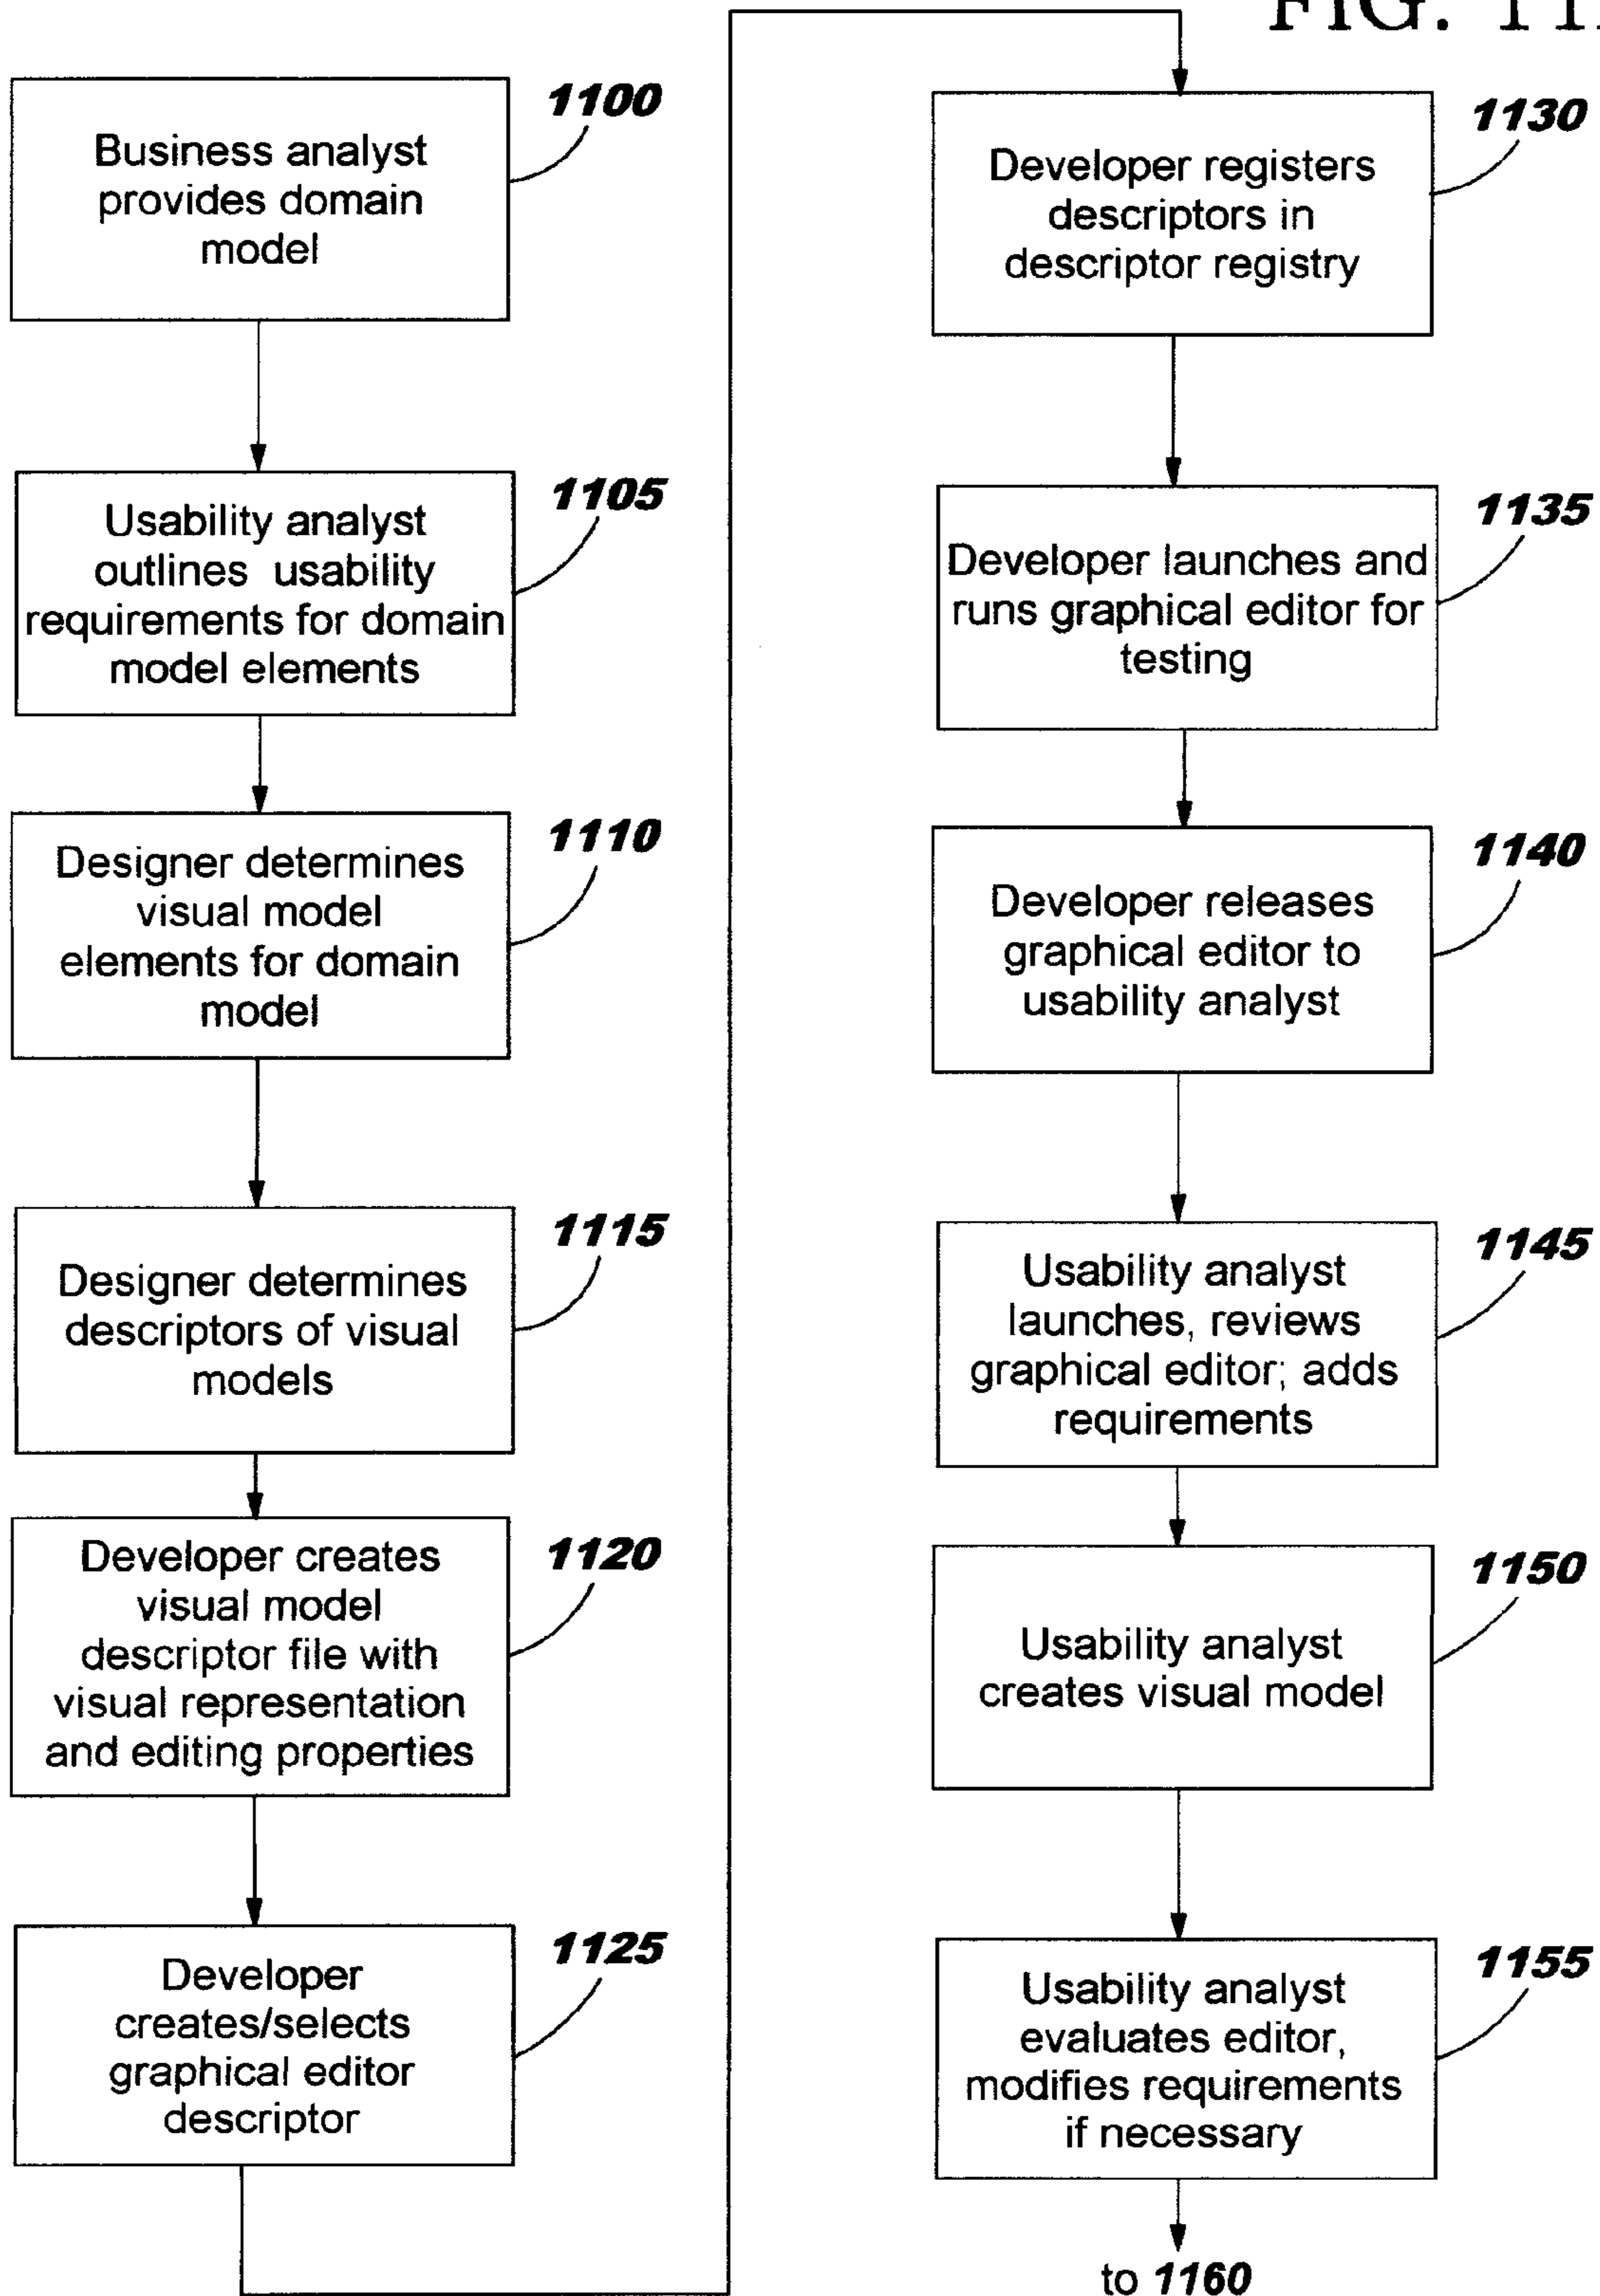 Business analyst
provides domain
model
1100
Usability analyst
outlines usability
requirements for domain
model elements
1105
Designer determines
visual model
elements for domain
model
1110
Designer determines
descriptors of visual
models
1115
Developer creates
visual model
descriptor file with
visual representation
and editing properties
1120
Developer
creates/selects
graphical editor
descriptor
1125
FIG.
Developer registers
descriptors in
descriptor registry
1130
Developer launches and
runs graphical editor for
testing
1135
Developer releases
graphical editor to
usability analyst
1140
Usability analyst
launches, reviews
graphical editor; adds
requirements
1145
Usability analyst
creates visual model
1150
Usability analyst
evaluates editor,
modifies requirements
if necessary
1155
to 1160